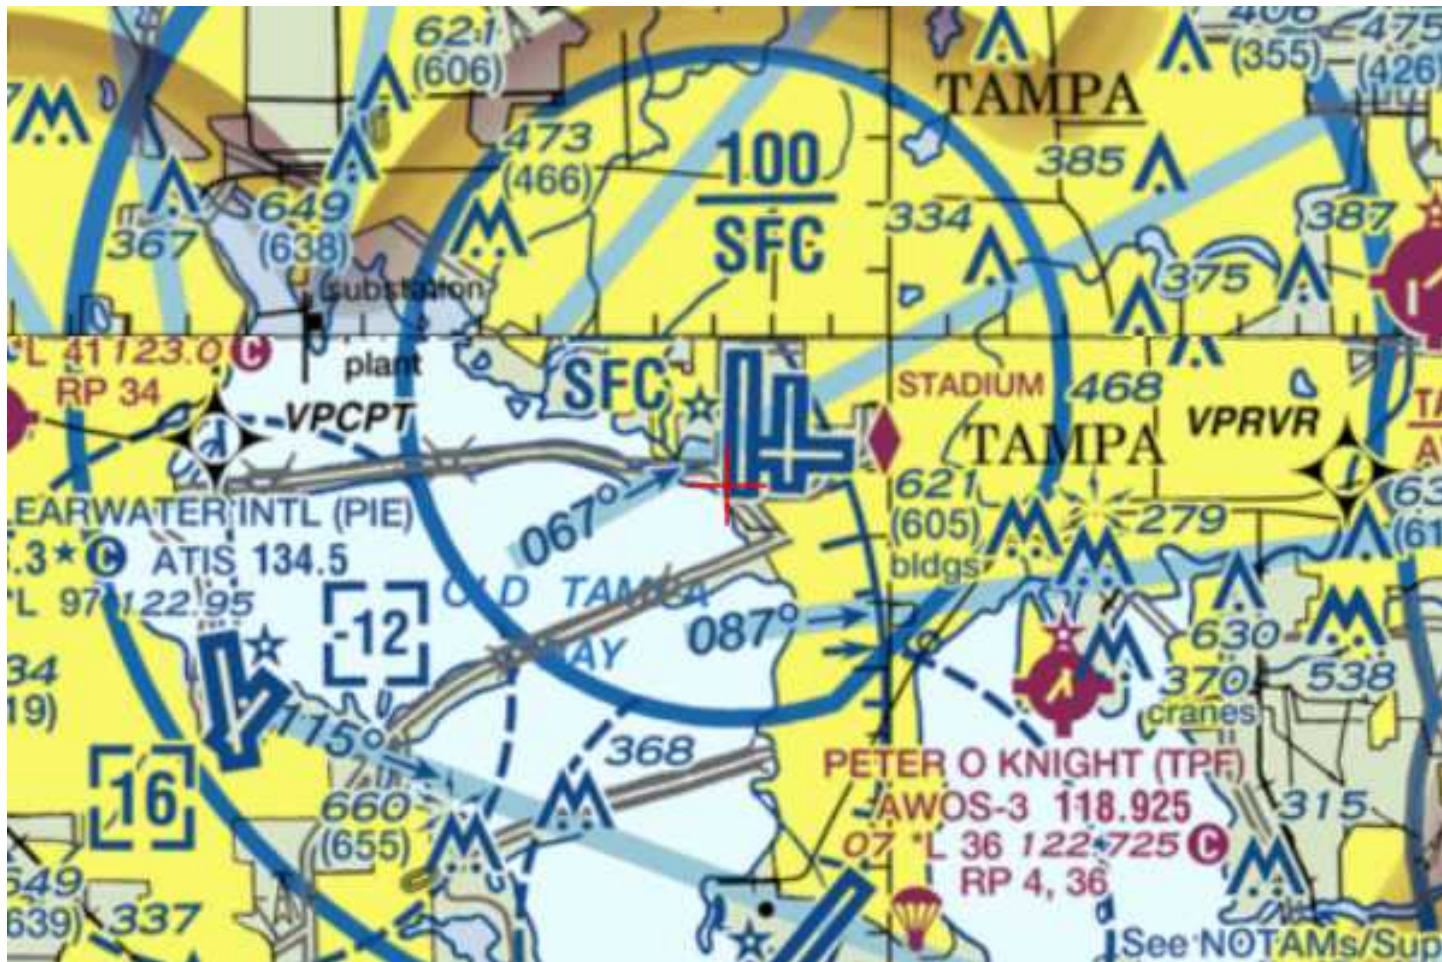 621
(606)
406
(355)
475
(426)
TAMPA
473
(466)
100
SFC
385
649
(638)
367
334
387
375
substation
plant
*L 41 123.0 C
RP 34
SFC
STADIUM
468
VPCPT
TAMPA
VPRVR
067°
621
(605)
bldgs
279
EARWATER INTL (PIE)
.3 * C ATIS 134.5
*L 97 122.95
-12
OLD TAMPA
BAY
087°
630
370
cranes
538
34
19)
115°
368
16
660
(655)
PETER O KNIGHT (TPF)
AWOS-3 118.925
07 *L 36 122.725 C
RP 4, 36
315
649
639)
337
See NOTAMs/Sup